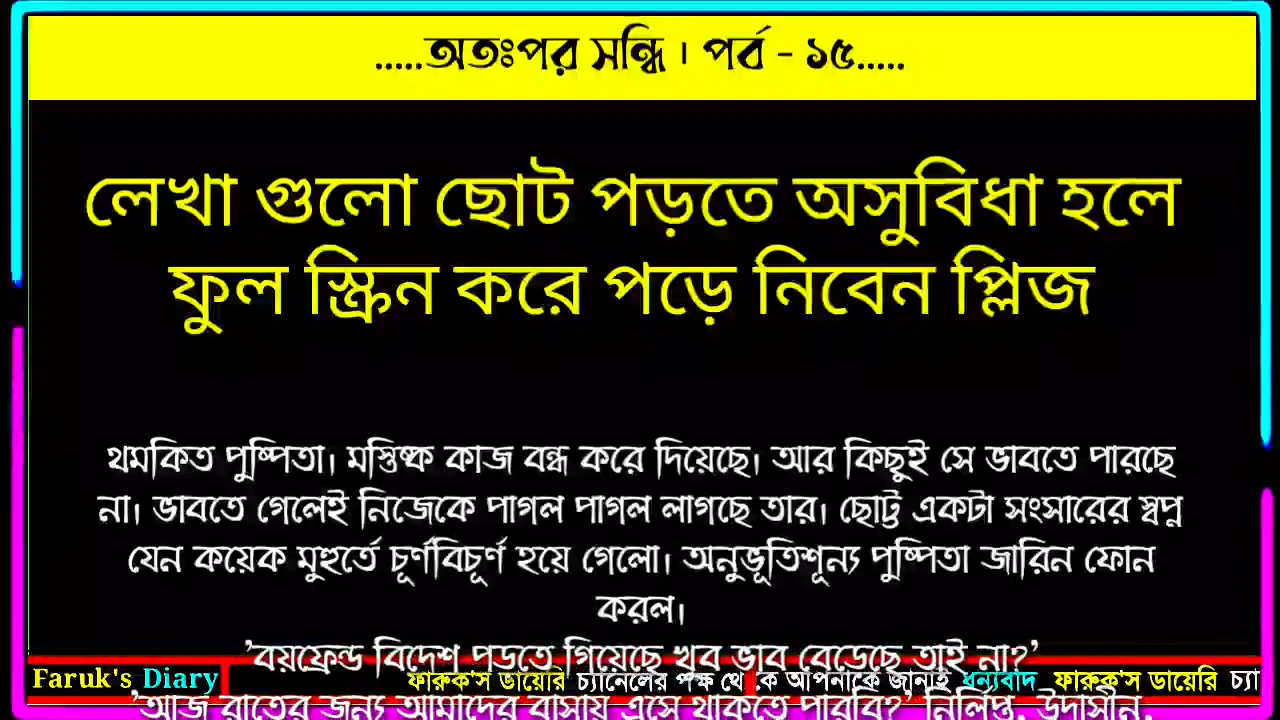 .....অতঃপর সন্ধি । পর্ব - ১৫.....
লেখা গুলো ছোট পড়তে অসুবিধা হলে
ফুল স্ক্রিন করে পড়ে নিবেন প্লিজ
থমকিত পুষ্পিতা। মস্তিষ্ক কাজ বন্ধ করে দিয়েছে। আর কিছুই সে ভাবতে পারছে
না। ভাবতে গেলেই নিজেকে পাগল পাগল লাগছে তার। ছোট্ট একটা সংসারের স্বপ্ন
যেন কয়েক মুহুর্তে চূর্ণবিচূর্ণ হয়ে গেলো। অনুভূতিশূন্য পুষ্পিতা জারিন ফোন
করল।
'বয়ফ্রেন্ড বিদেশ পড়তে গিয়েছে খুব ভাব বেড়েছে তাই না?'
Faruk's Diary
ফারুক'স ডায়েরি চ্যানেলের পক্ষ থে কে আপনাকে জানাই ধন্যবাদ ফারুক'স ডায়েরি চ্যা
'আজ রাতের জন্য আমাদের বাসায় এসে থাকতে পারবি?' নির্লিপ্ত, উদাসীন,